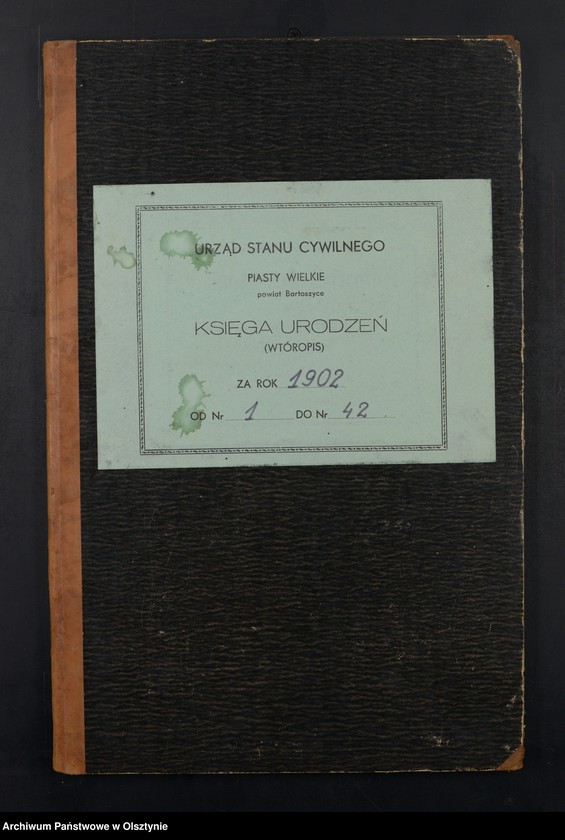 URZĄD STANU CYWILNEGO
PIASTY WIELKIE
powiat Bartoszyce
KSIĘGA URODZEŃ
(WTÓROPIS)
ZA ROK 1902
OD Nr 1 DO Nr 42
Archiwum Państwowe w Olsztynie